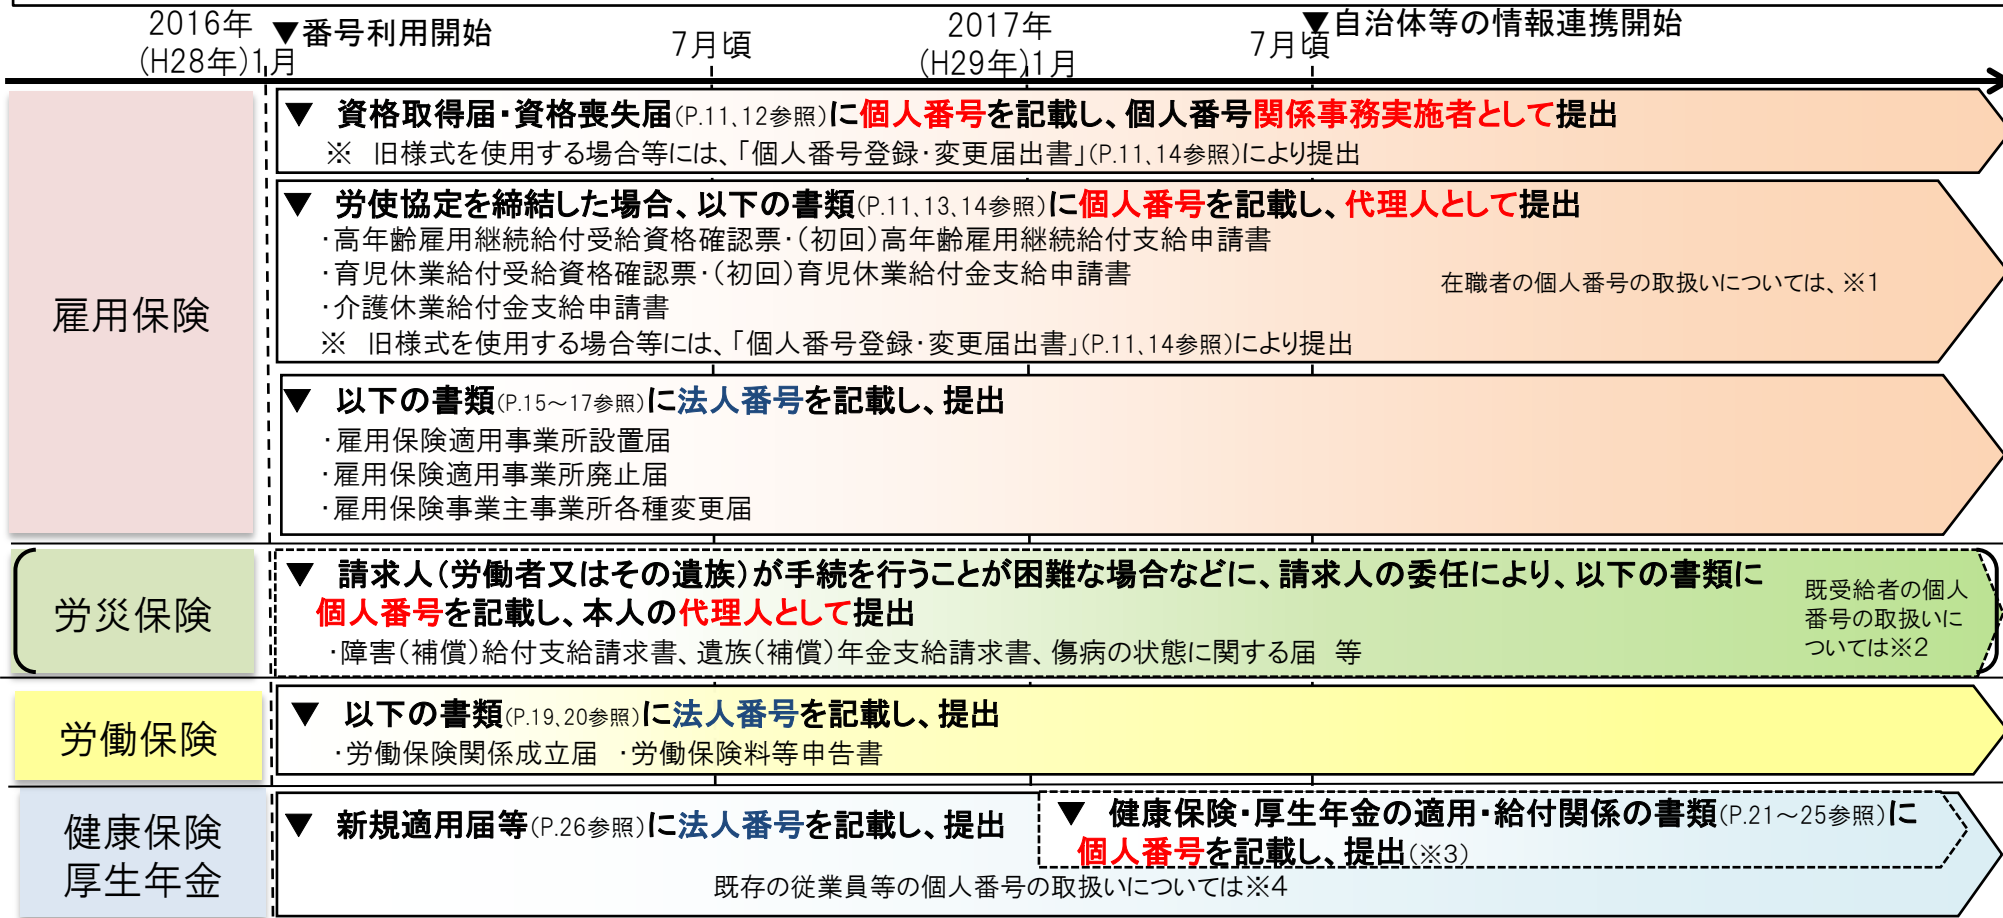 2016年
(H28年)1月
▼番号利用開始
7月頃
2017年
(H29年)1月
7月頃
▼自治体等の情報連携開始
雇用保険
▼ 資格取得届・資格喪失届(P.11、12参照)に個人番号を記載し、個人番号関係事務実施者として提出
※ 旧様式を使用する場合等には、「個人番号登録・変更届出書」(P.11、14参照)により提出
▼ 労使協定を締結した場合、以下の書類(P.11、13、14参照)に個人番号を記載し、代理人として提出
・高年齢雇用継続給付受給資格確認票・(初回)高年齢雇用継続給付支給申請書
・育児休業給付受給資格確認票・(初回)育児休業給付金支給申請書
・介護休業給付金支給申請書
在職者の個人番号の取扱いについては、※1
※ 旧様式を使用する場合等には、「個人番号登録・変更届出書」(P.11、14参照)により提出
▼ 以下の書類(P.15～17参照)に法人番号を記載し、提出
・雇用保険適用事業所設置届
・雇用保険適用事業所廃止届
・雇用保険事業主事業所各種変更届
労災保険
▼ 請求人(労働者又はその遺族)が手続を行うことが困難な場合などに、請求人の委任により、以下の書類に
個人番号を記載し、本人の代理人として提出
・障害(補償)給付支給請求書、遺族(補償)年金支給請求書、傷病の状態に関する届 等
既受給者の個人
番号の取扱いに
ついては※2
労働保険
▼ 以下の書類(P.19、20参照)に法人番号を記載し、提出
・労働保険関係成立届 ・労働保険料等申告書
健康保険
厚生年金
▼ 新規適用届等(P.26参照)に法人番号を記載し、提出
▼ 健康保険・厚生年金の適用・給付関係の書類(P.21～25参照)に
個人番号を記載し、提出(※3)
既存の従業員等の個人番号の取扱いについては※4